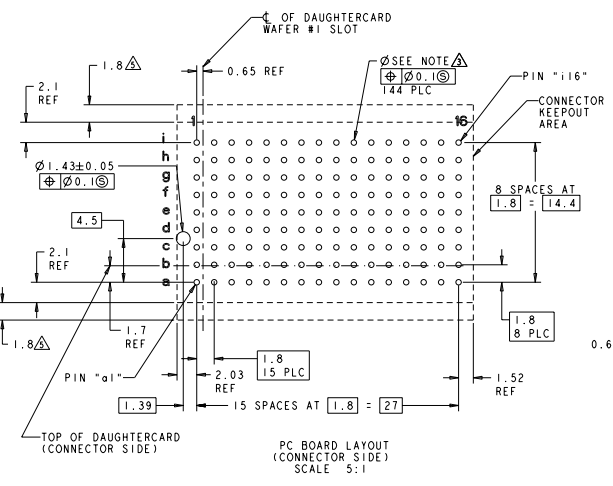 ℄ OF DAUGHTERCARD
WAFER #1 SLOT
1.8 5
0.65 REF
Ø SEE NOTE 3
⌖ Ø0.1Ⓢ
144 PLC
PIN "i16"
2.1
REF
CONNECTOR
KEEPOUT
AREA
1
16
i
h
g
f
e
d
c
b
a
Ø1.43±0.05
⌖ Ø0.1Ⓢ
8 SPACES AT
1.8 = 14.4
4.5
2.1
REF
1.7
REF
1.8 5
1.8
8 PLC
0.6
PIN "a1"
1.8
15 PLC
2.03
REF
1.52
REF
1.39
15 SPACES AT 1.8 = 27
TOP OF DAUGHTERCARD
(CONNECTOR SIDE)
PC BOARD LAYOUT
(CONNECTOR SIDE)
SCALE 5:1